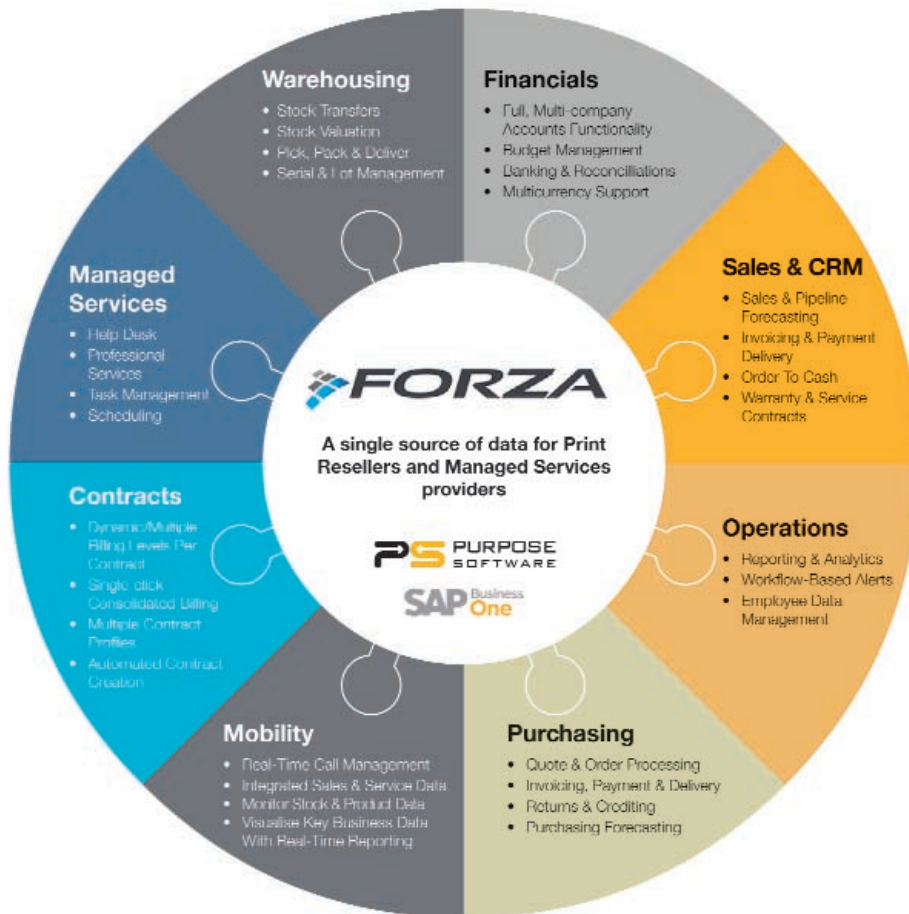 Warehousing
• Stock Transfers
• Stock Valuation
• Pick, Pack & Deliver
• Serial & Lot Management
Financials
• Full, Multi-company
Accounts Functionality
• Budget Management
• Banking & Reconcilliations
• Multicurrency Support
Sales & CRM
• Sales & Pipeline
Forecasting
• Invoicing & Payment
Delivery
• Order To Cash
• Warranty & Service
Contracts
Operations
• Reporting & Analytics
• Workflow-Based Alerts
• Employee Data
Management
Purchasing
• Quote & Order Processing
• Invoicing, Payment & Delivery
• Returns & Crediting
• Purchasing Forecasting
Mobility
• Real-Time Call Management
• Integrated Sales & Service Data
• Monitor Stock & Product Data
• Visualise Key Business Data
With Real-Time Reporting
Contracts
• Dynamic/Multiple
Billing Levels Per
Contract
• Single-click
Consolidated Billing
• Multiple Contract
Profiles
• Automated Contract
Creation
Managed
Services
• Help Desk
• Professional
Services
• Task Management
• Scheduling
FORZA
A single source of data for Print
Resellers and Managed Services
providers
PS PURPOSE
SOFTWARE
SAP Business
One